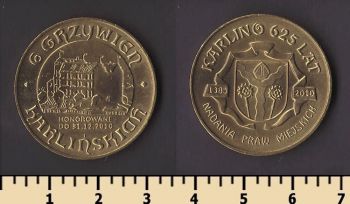 6 GRZYWIEN
HONOROWANE
DO 31.12.2010
KARLIŃSKICH
KARLINO 625 LAT
1385 2010
NADANIA PRAW MIEJSKICH
1 2 3 4 5 6 7